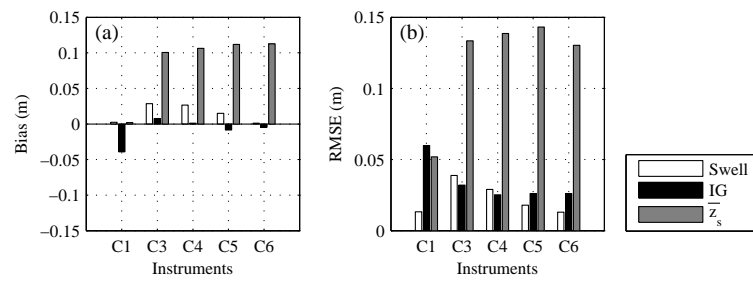 (a)
0.15
0.1
0.05
0
−0.05
−0.1
−0.15
Bias (m)
C1 C3 C4 C5 C6
Instruments
(b)
0.15
0.1
0.05
0
RMSE (m)
C1 C3 C4 C5 C6
Instruments
Swell
IG
z̅s